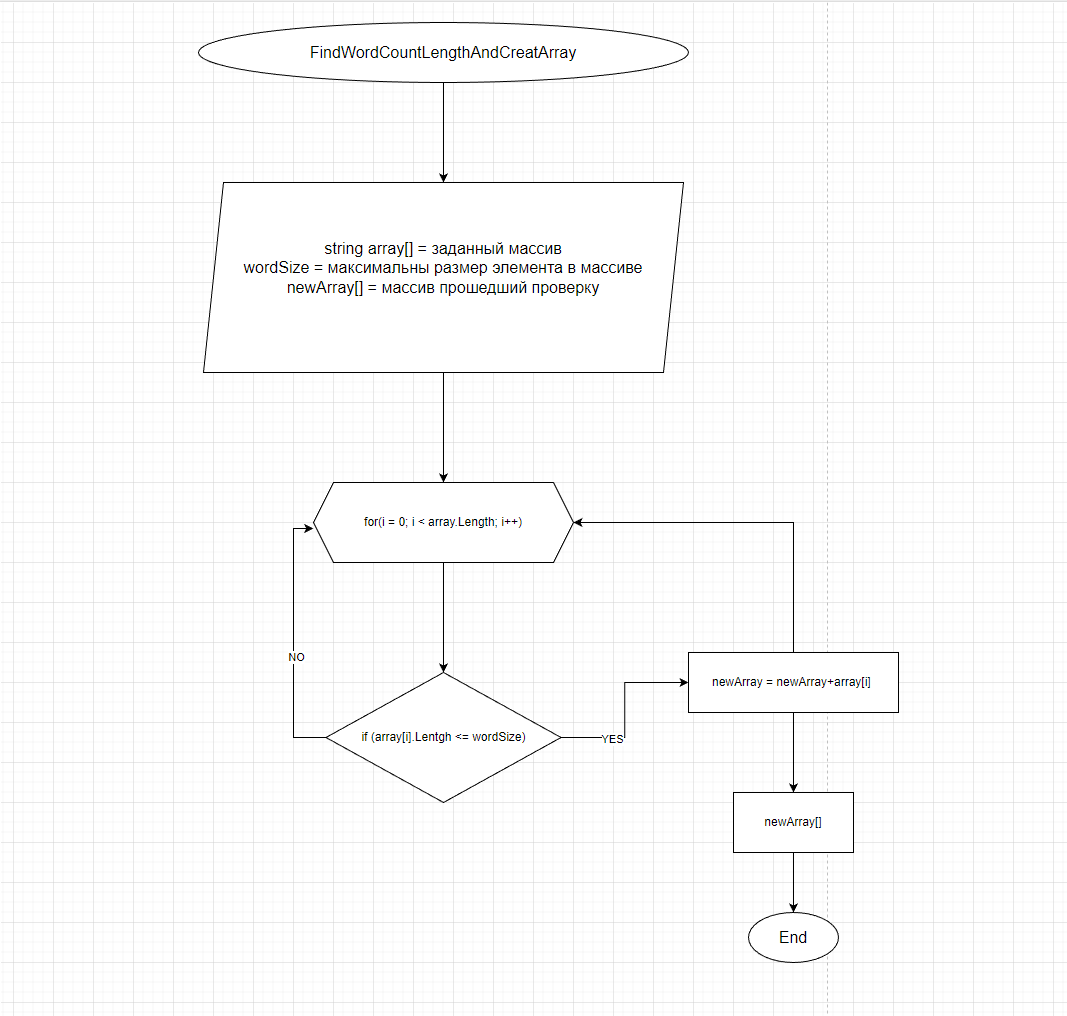 FindWordCountLengthAndCreatArray
string array[] = заданный массив
wordSize = максимальны размер элемента в массиве
newArray[] = массив прошедший проверку
for(i = 0; i < array.Length; i++)
NO
if (array[i].Lentgh <= wordSize)
YES
newArray = newArray+array[i]
newArray[]
End